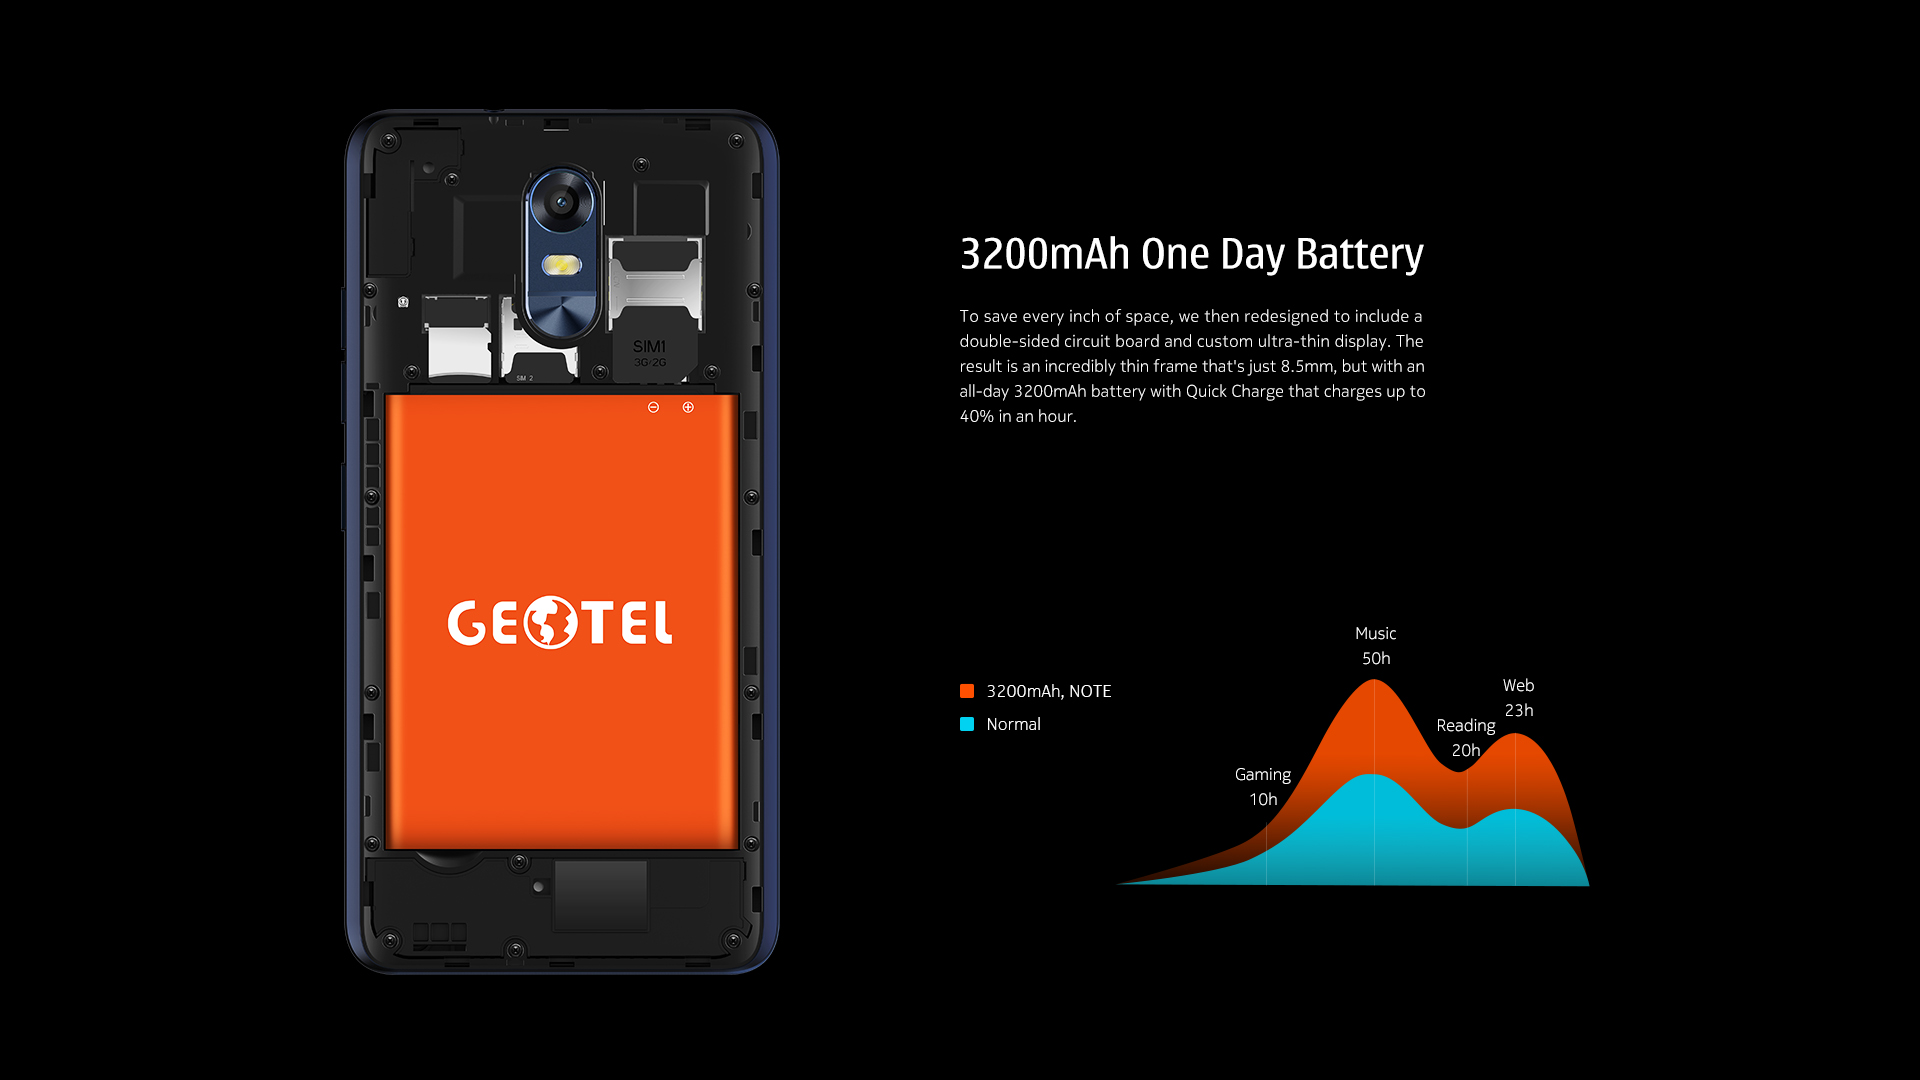 SIM1
3G·2G
SIM 2
GEOTEL
3200mAh One Day Battery
To save every inch of space, we then redesigned to include a
double-sided circuit board and custom ultra-thin display. The
result is an incredibly thin frame that's just 8.5mm, but with an
all-day 3200mAh battery with Quick Charge that charges up to
40% in an hour.
3200mAh, NOTE
Normal
Music
50h
Web
23h
Reading
20h
Gaming
10h